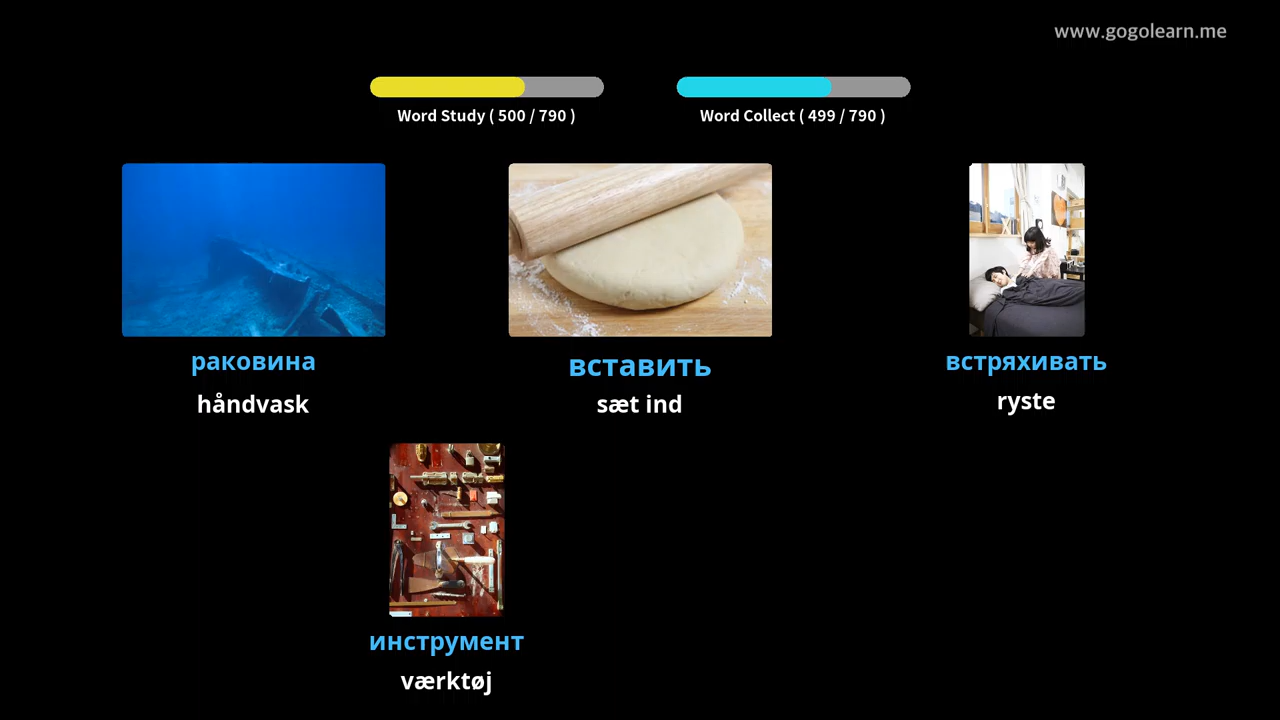 www.gogolearn.me
Word Study ( 500 / 790 )
Word Collect ( 499 / 790 )
раковина
вставить
встряхивать
håndvask
sæt ind
ryste
инструмент
værktøj